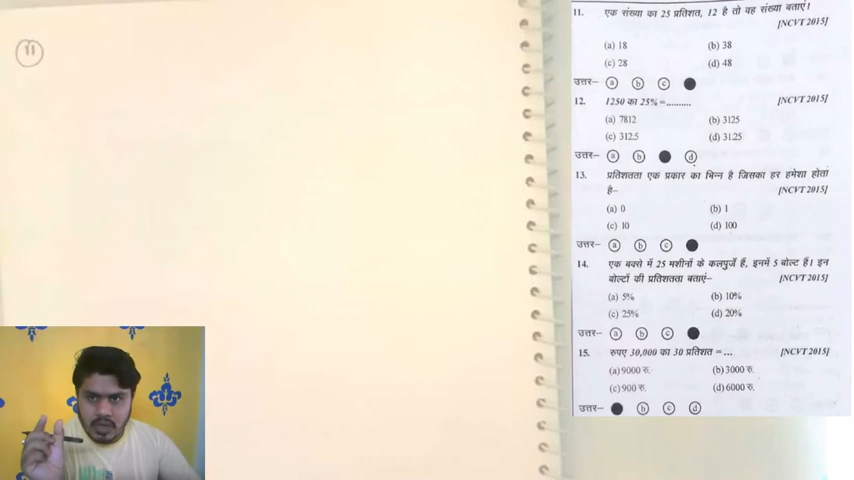 11
11. एक संख्या का 25 प्रतिशत, 12 है तो वह संख्या बताएं।
[NCVT 2015]
(a) 18 (b) 38
(c) 28 (d) 48
उत्तर– a b c
12. 1250 का 25% =..........
[NCVT 2015]
(a) 7812 (b) 3125
(c) 312.5 (d) 31.25
उत्तर– a b d
13. प्रतिशतता एक प्रकार का भिन्न है जिसका हर हमेशा होता
है– [NCVT 2015]
(a) 0 (b) 1
(c) 10 (d) 100
उत्तर– a b c
14. एक बक्से में 25 मशीनों के कलपुर्जे हैं, इनमें 5 बोल्ट हैं। इन
बोल्टों की प्रतिशतता बताएं– [NCVT 2015]
(a) 5% (b) 10%
(c) 25% (d) 20%
उत्तर– a b c
15. रुपए 30,000 का 30 प्रतिशत = ... [NCVT 2015]
(a) 9000 रु. (b) 3000 रु.
(c) 900 रु. (d) 6000 रु.
उत्तर– b c d